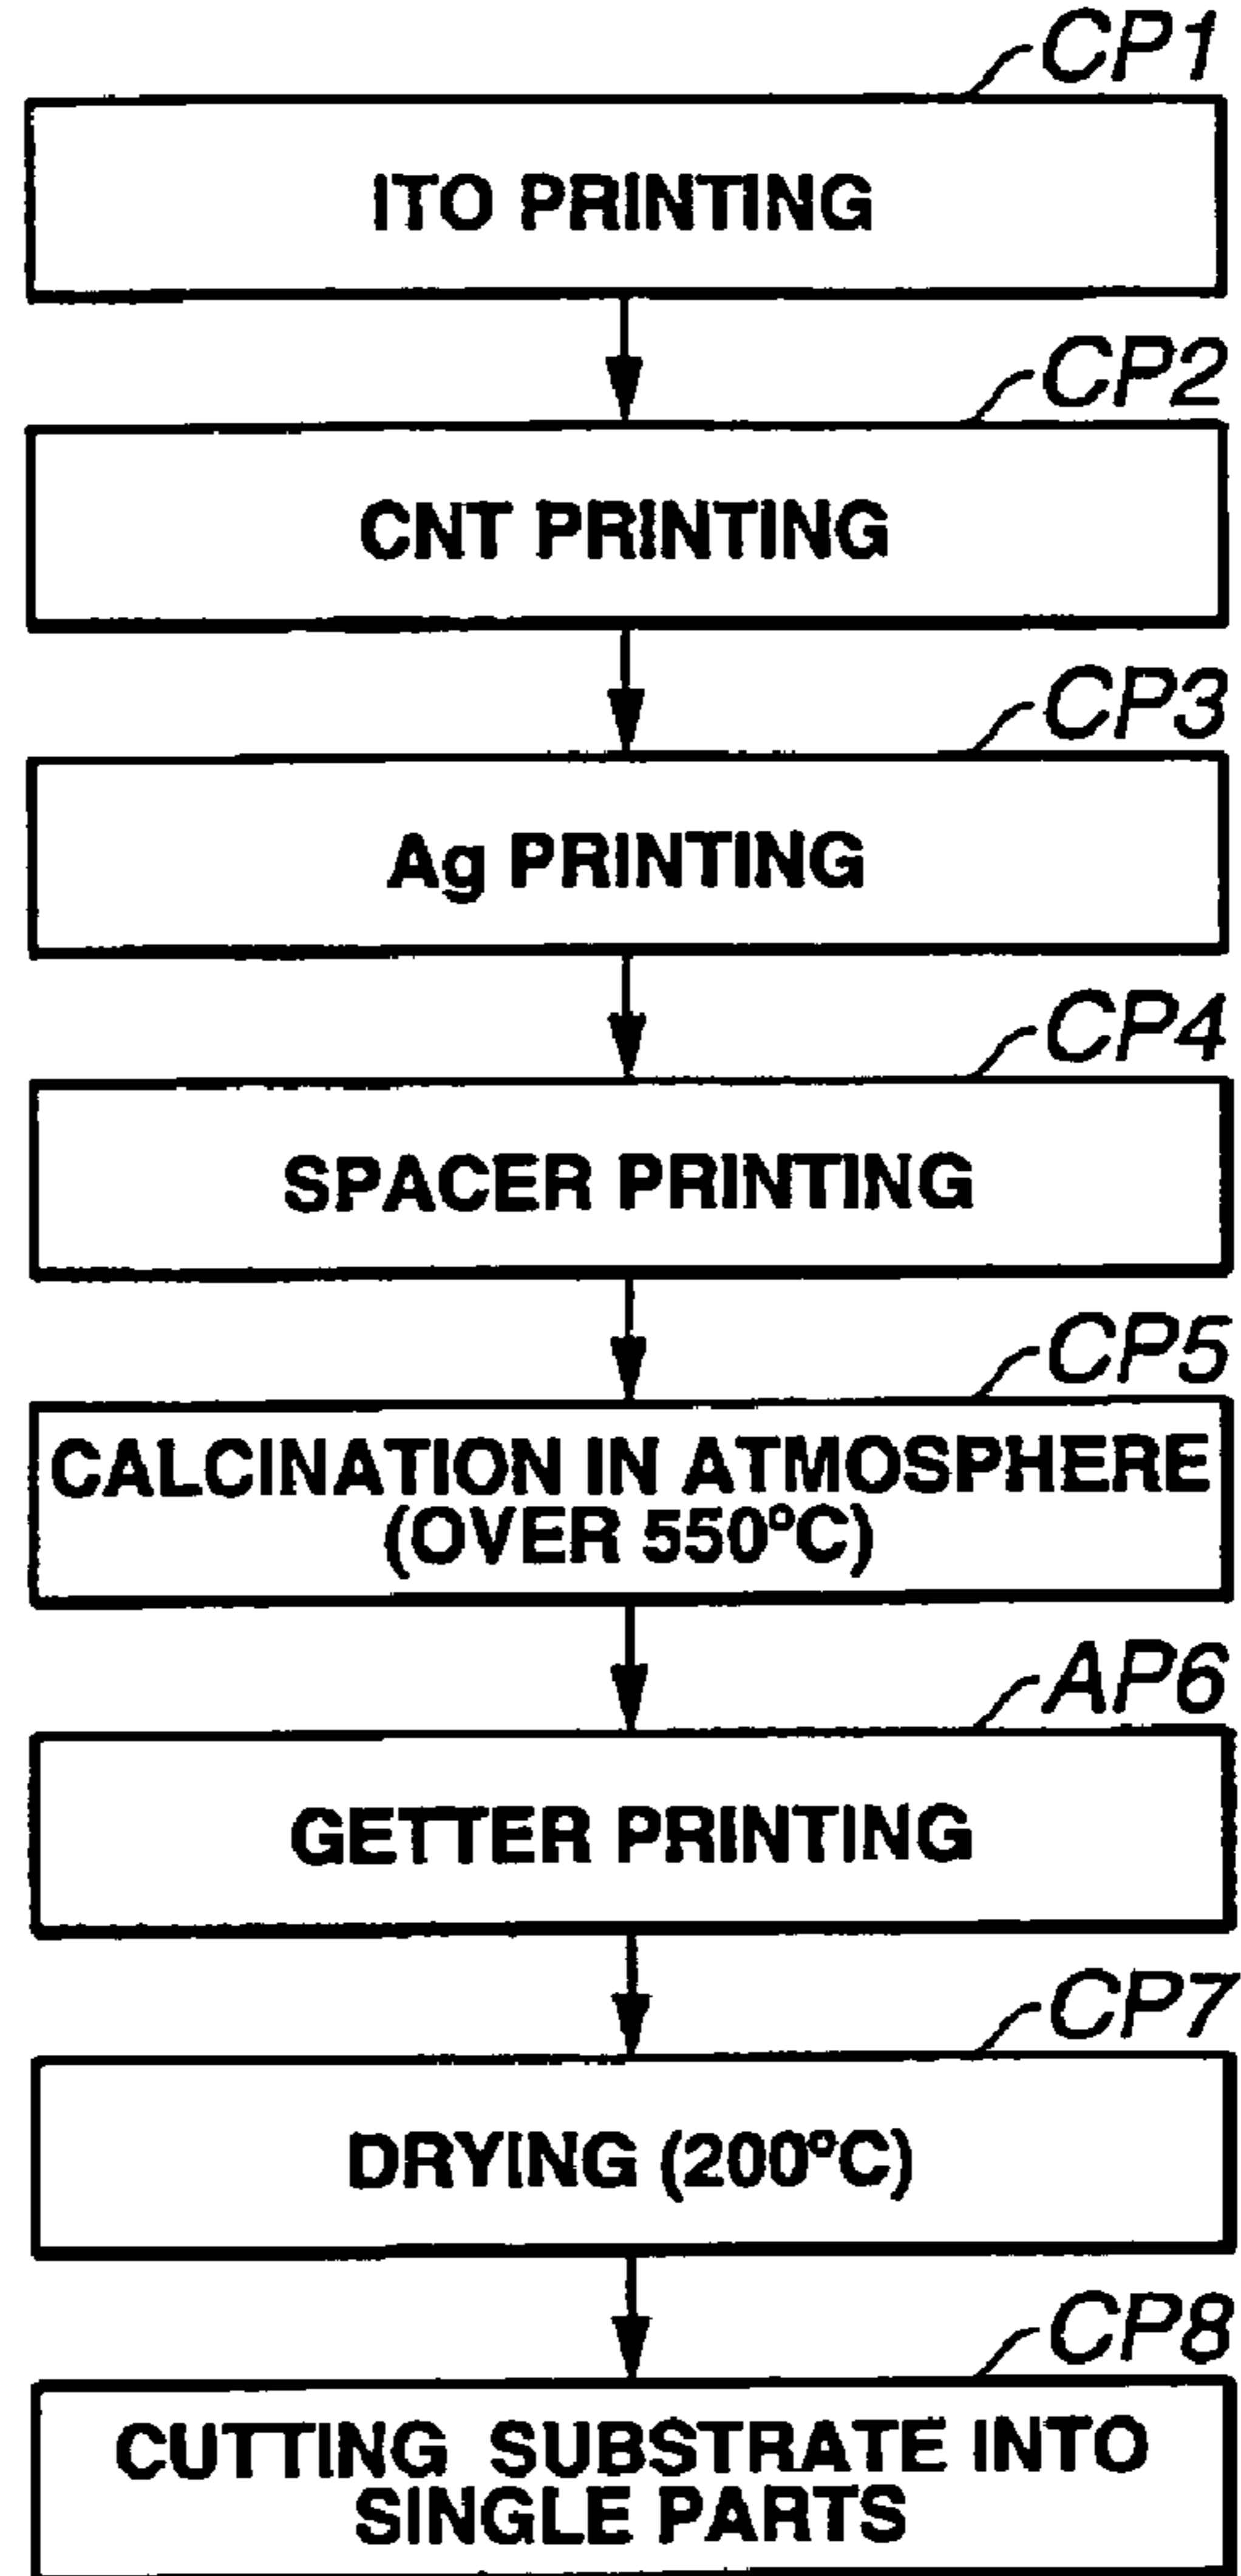 CP1
ITO PRINTING
CP2
CNT PRINTING
CP3
Ag PRINTING
CP4
SPACER PRINTING
CP5
CALCINATION IN ATMOSPHERE
(OVER 550°C)
AP6
GETTER PRINTING
CP7
DRYING (200°C)
CP8
CUTTING SUBSTRATE INTO
SINGLE PARTS